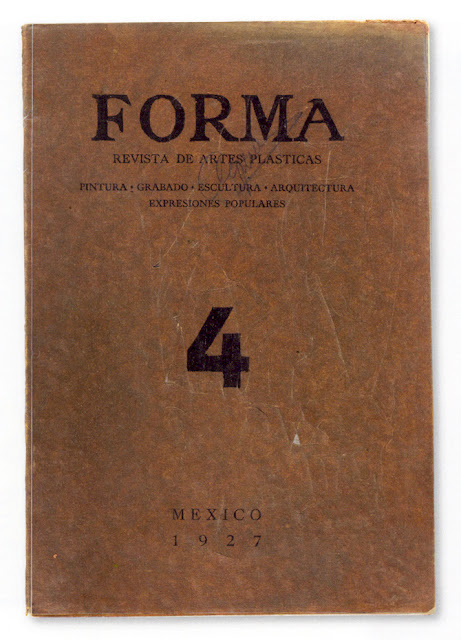 FORMA
REVISTA DE ARTES PLASTICAS
PINTURA • GRABADO • ESCULTURA • ARQUITECTURA
EXPRESIONES POPULARES
4
MEXICO
1927